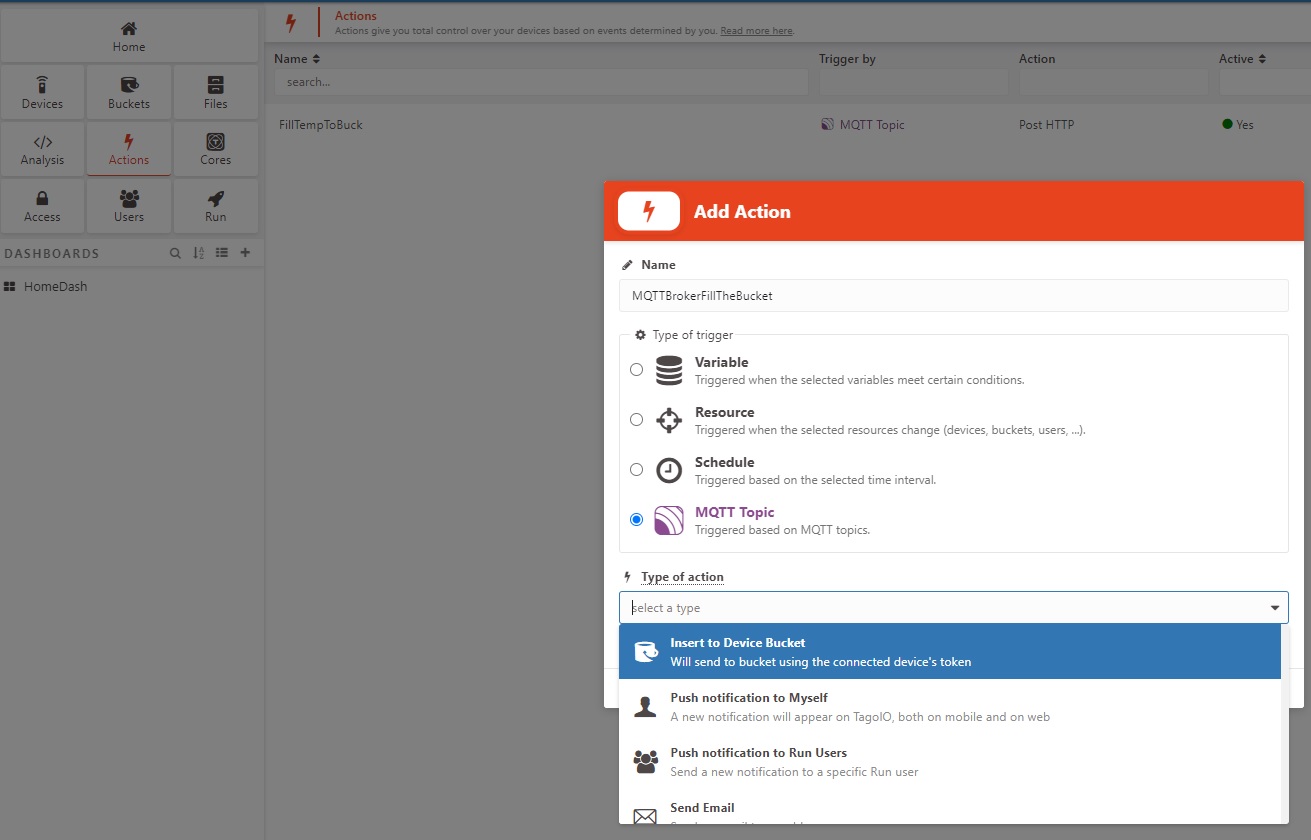 Home
Devices
Buckets
Files
Analysis
Actions
Cores
Access
Users
Run
DASHBOARDS
HomeDash
Actions
Actions give you total control over your devices based on events determined by you. Read more here.
Name
Trigger by
Action
Active
search...
FillTempToBuck
MQTT Topic
Post HTTP
Yes
Add Action
Name
MQTTBrokerFillTheBucket
Type of trigger
Variable
Triggered when the selected variables meet certain conditions.
Resource
Triggered when the selected resources change (devices, buckets, users, ...).
Schedule
Triggered based on the selected time interval.
MQTT Topic
Triggered based on MQTT topics.
Type of action
select a type
Insert to Device Bucket
Will send to bucket using the connected device's token
Push notification to Myself
A new notification will appear on TagoIO, both on mobile and on web
Push notification to Run Users
Send a new notification to a specific Run user
Send Email